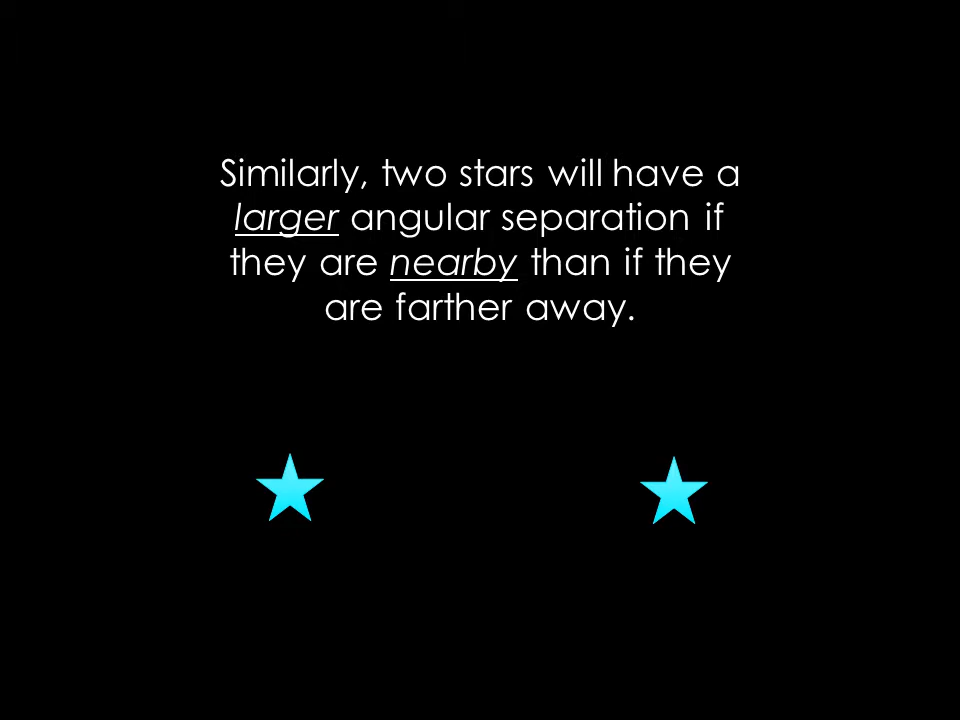 Similarly, two stars will have a
larger angular separation if
they are nearby than if they
are farther away.